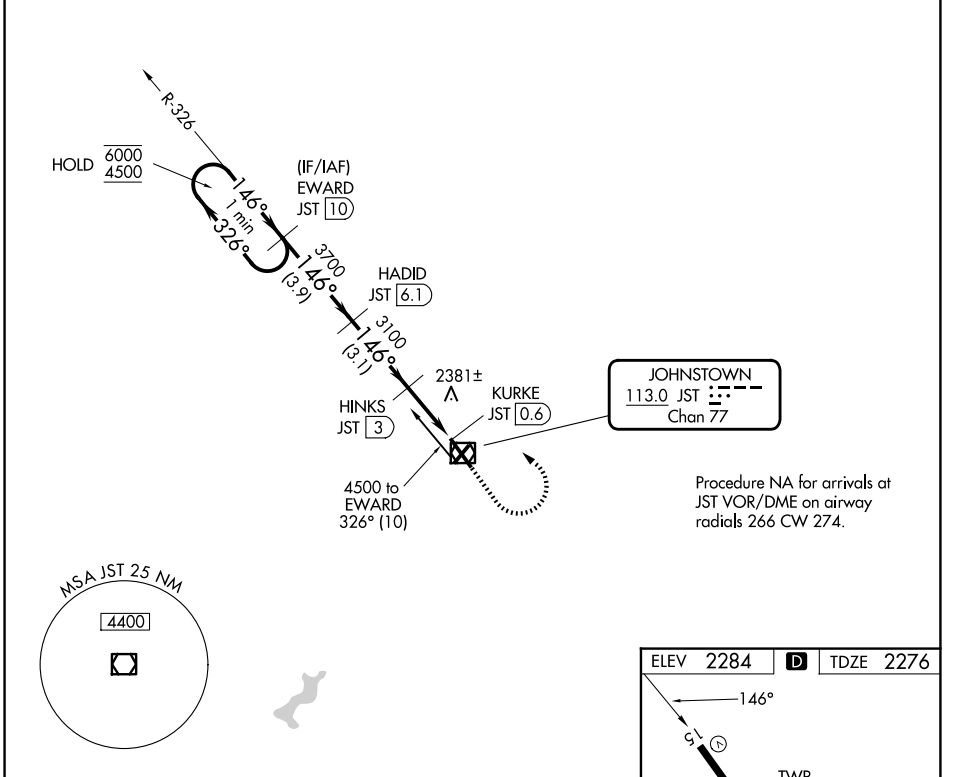 R-326
HOLD 6000
4500
(IF/IAF)
EWARD
JST 10
146°
1 min
326°
3700
146°
(3.9)
HADID
JST 6.1
3100
146°
(3.1)
2381±
HINKS
JST 3
KURKE
JST 0.6
JOHNSTOWN
113.0 JST
Chan 77
4500 to
EWARD
326° (10)
Procedure NA for arrivals at
JST VOR/DME on airway
radials 266 CW 274.
MSA JST 25 NM
4400
ELEV 2284 D TDZE 2276
146°
15
V
TWR